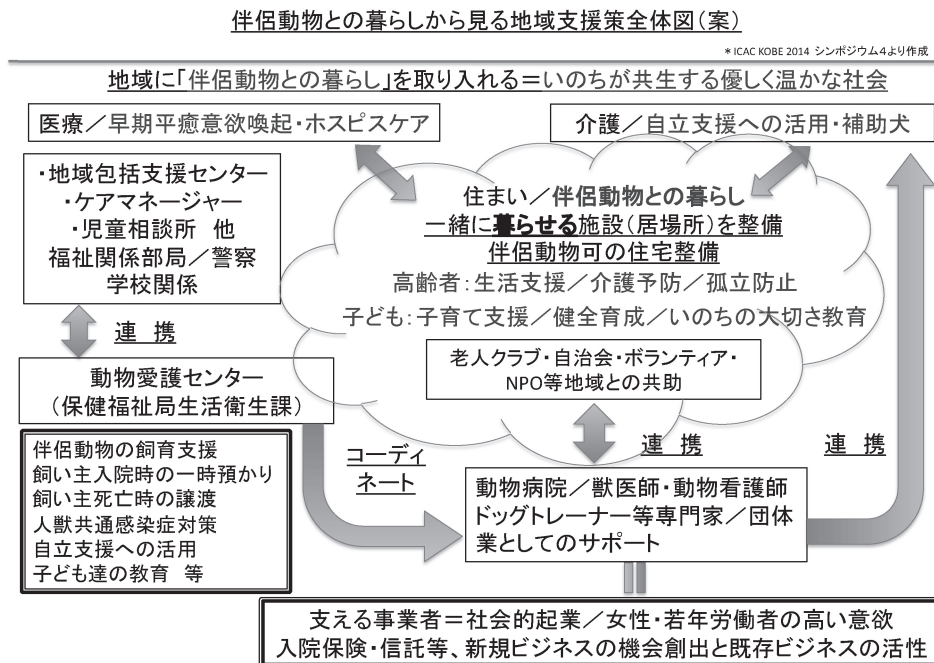 伴侶動物との暮らしから見る地域支援策全体図(案)
＊ICAC KOBE 2014 シンポジウム4より作成
地域に「伴侶動物との暮らし」を取り入れる＝いのちが共生する優しく温かな社会
医療／早期平癒意欲喚起・ホスピスケア
介護／自立支援への活用・補助犬
・地域包括支援センター
・ケアマネージャー
・児童相談所 他
福祉関係部局／警察
学校関係
住まい／伴侶動物との暮らし
一緒に暮らせる施設(居場所)を整備
伴侶動物可の住宅整備
高齢者:生活支援／介護予防／孤立防止
子ども:子育て支援／健全育成／いのちの大切さ教育
老人クラブ・自治会・ボランティア・
NPO等地域との共助
連 携
動物愛護センター
(保健福祉局生活衛生課)
伴侶動物の飼育支援
飼い主入院時の一時預かり
飼い主死亡時の譲渡
人獣共通感染症対策
自立支援への活用
子ども達の教育 等
コーディ
ネート
連 携
連 携
動物病院／獣医師・動物看護師
ドッグトレーナー等専門家／団体
業としてのサポート
支える事業者＝社会的起業／女性・若年労働者の高い意欲
入院保険・信託等、新規ビジネスの機会創出と既存ビジネスの活性